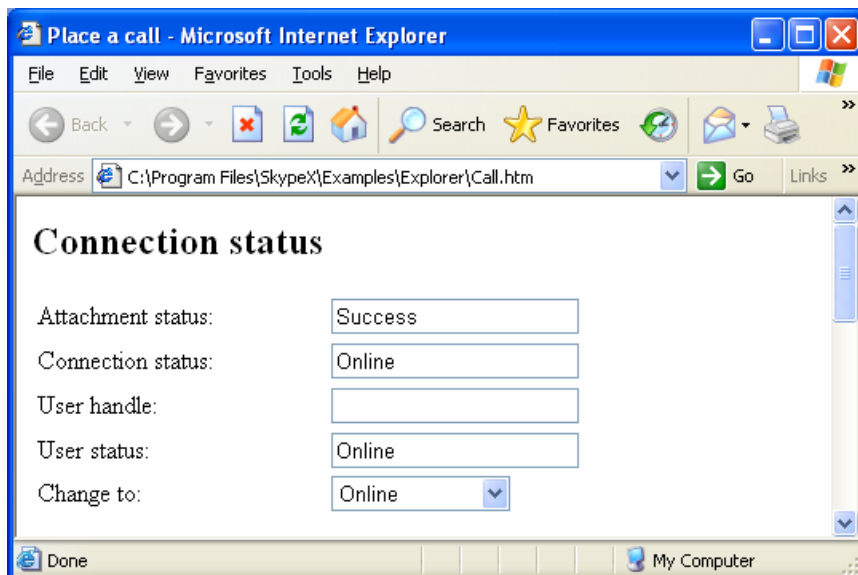 Place a call - Microsoft Internet Explorer
File Edit View Favorites Tools Help
Back Search Favorites »
Address C:\Program Files\SkypeX\Examples\Explorer\Call.htm Go Links »
Connection status
Attachment status: Success
Connection status: Online
User handle:
User status: Online
Change to: Online
Done My Computer